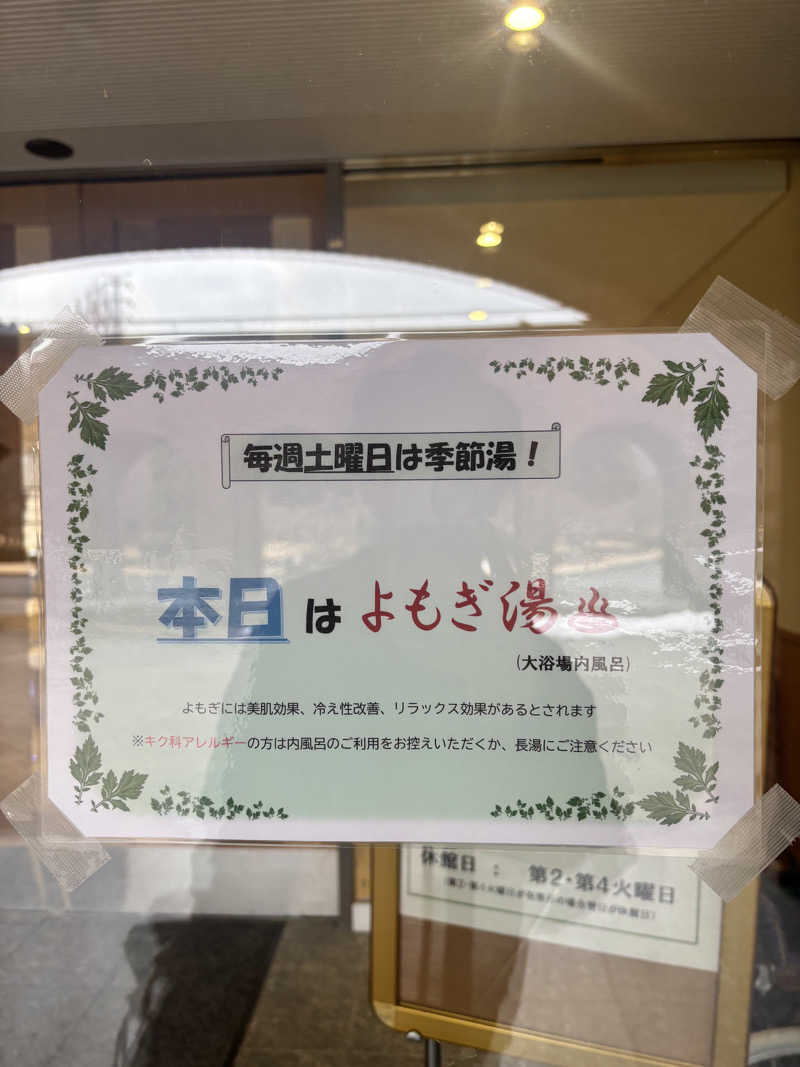 毎週土曜日は季節湯！
本日はよもぎ湯♨
(大浴場内風呂)
よもぎには美肌効果、冷え性改善、リラックス効果があるとされます
※キク科アレルギーの方は内風呂のご利用をお控えいただくか、長湯にご注意ください
休館日：第2・第4火曜日